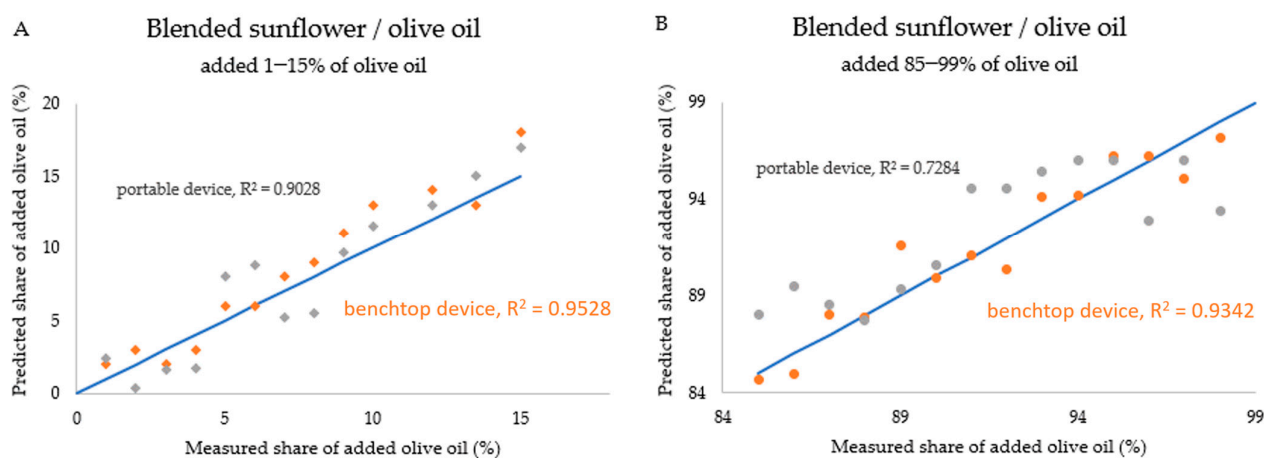 A
Blended sunflower / olive oil
added 1–15% of olive oil
Predicted share of added olive oil (%)
20
15
10
5
0
portable device, R² = 0.9028
benchtop device, R² = 0.9528
0 5 10 15
Measured share of added olive oil (%)
B
Blended sunflower / olive oil
added 85–99% of olive oil
Predicted share of added olive oil (%)
99
94
89
84
portable device, R² = 0.7284
benchtop device, R² = 0.9342
84 89 94 99
Measured share of added olive oil (%)